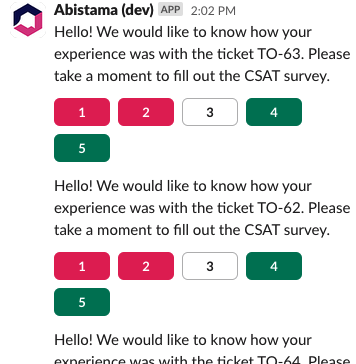 Abistama (dev) APP 2:02 PM
Hello! We would like to know how your
experience was with the ticket TO-63. Please
take a moment to fill out the CSAT survey.
1 2 3 4
5
Hello! We would like to know how your
experience was with the ticket TO-62. Please
take a moment to fill out the CSAT survey.
1 2 3 4
5
Hello! We would like to know how your
experience was with the ticket TO-64. Please